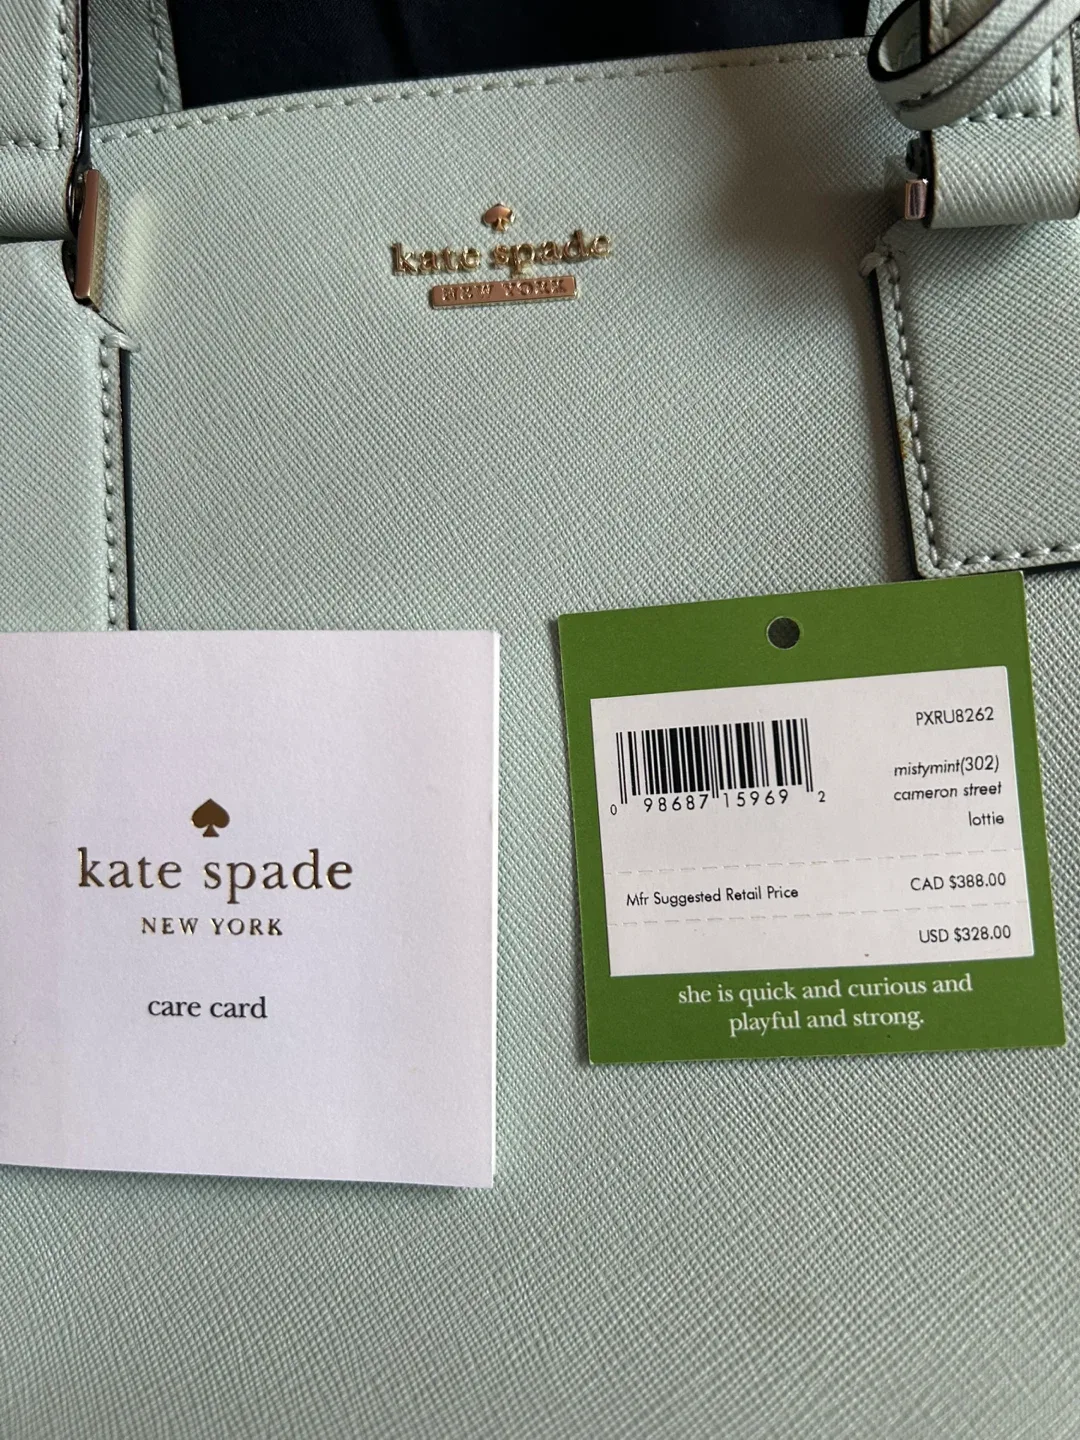 kate spade
NEW YORK
kate spade
NEW YORK
care card
PXRU8262
0 98687 15969 2
mistymint(302)
cameron street
lottie
Mfr Suggested Retail Price
CAD $388.00
USD $328.00
she is quick and curious and
playful and strong.